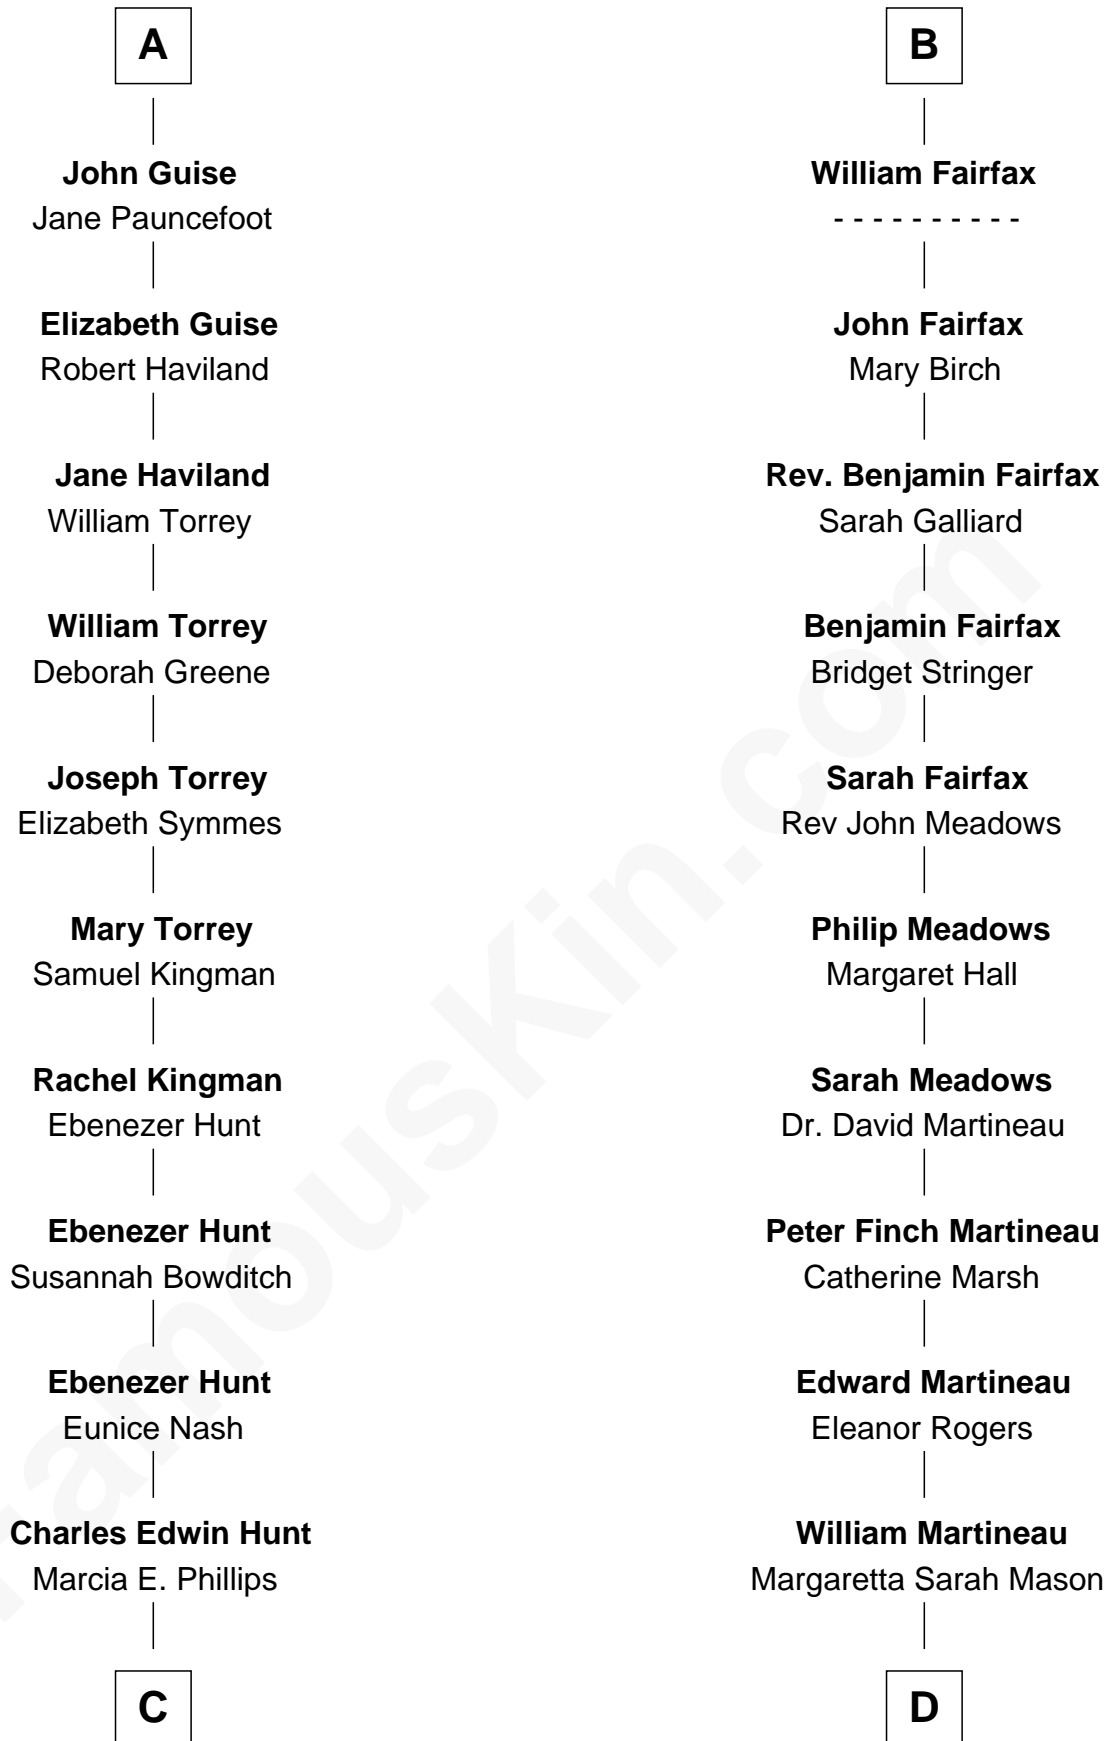 A
John Guise
Jane Pauncefoot
Elizabeth Guise
Robert Haviland
Jane Haviland
William Torrey
William Torrey
Deborah Greene
Joseph Torrey
Elizabeth Symmes
Mary Torrey
Samuel Kingman
Rachel Kingman
Ebenezer Hunt
Ebenezer Hunt
Susannah Bowditch
Ebenezer Hunt
Eunice Nash
Charles Edwin Hunt
Marcia E. Phillips
C
B
William Fairfax
- - - - - - - - - -
John Fairfax
Mary Birch
Rev. Benjamin Fairfax
Sarah Galliard
Benjamin Fairfax
Bridget Stringer
Sarah Fairfax
Rev John Meadows
Philip Meadows
Margaret Hall
Sarah Meadows
Dr. David Martineau
Peter Finch Martineau
Catherine Marsh
Edward Martineau
Eleanor Rogers
William Martineau
Margaretta Sarah Mason
D
FamousKin.com